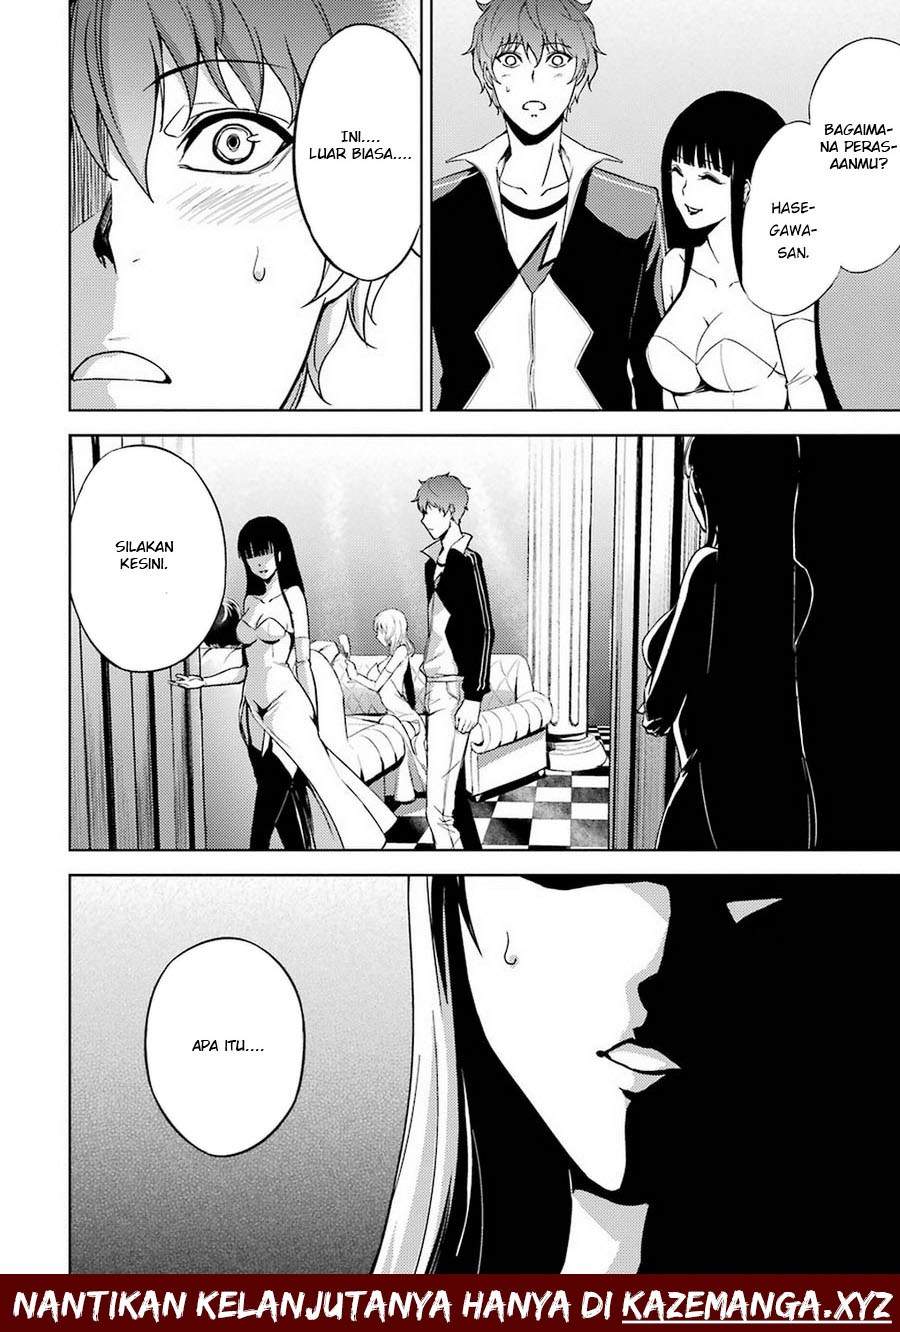 BAGAIMA-
NA PERAS-
AANMU?
HASE-
GAWA-
SAN.
INI....
LUAR BIASA....
SILAKAN
KESINI.
APA ITU....
NANTIKAN KELANJUTANYA HANYA DI KAZEMANGA.XYZ